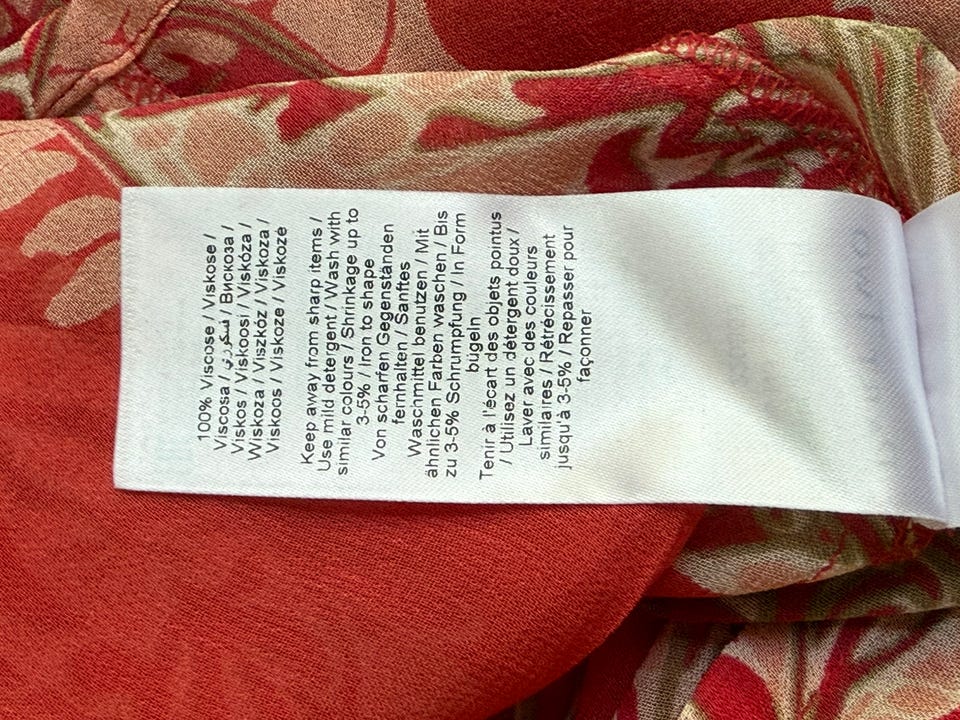 100% Viscose / Viskose /
Viscosa / فسكوزي / Вискоза /
Viskos / Viskoosi / Viskóza /
Wiskoza / Viszkóz / Viskoza /
Viskoos / Viskoze / Viskozė
Keep away from sharp items /
Use mild detergent / Wash with
similar colours / Shrinkage up to
3-5% / Iron to shape
Von scharfen Gegenständen
fernhalten / Sanftes
Waschmittel benutzen / Mit
ähnlichen Farben waschen / Bis
zu 3-5% Schrumpfung / In Form
bügeln
Tenir à l'écart des objets pointus
/ Utilisez un détergent doux /
Laver avec des couleurs
similaires / Rétrécissement
jusqu'à 3-5% / Repasser pour
façonner